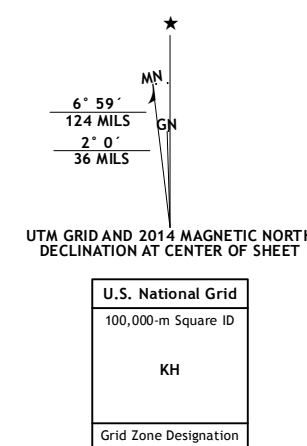 ★
MN
GN
6° 59´
124 MILS
2° 0´
36 MILS
UTM GRID AND 2014 MAGNETIC NORTH
DECLINATION AT CENTER OF SHEET
U.S. National Grid
100,000-m Square ID
KH
Grid Zone Designation